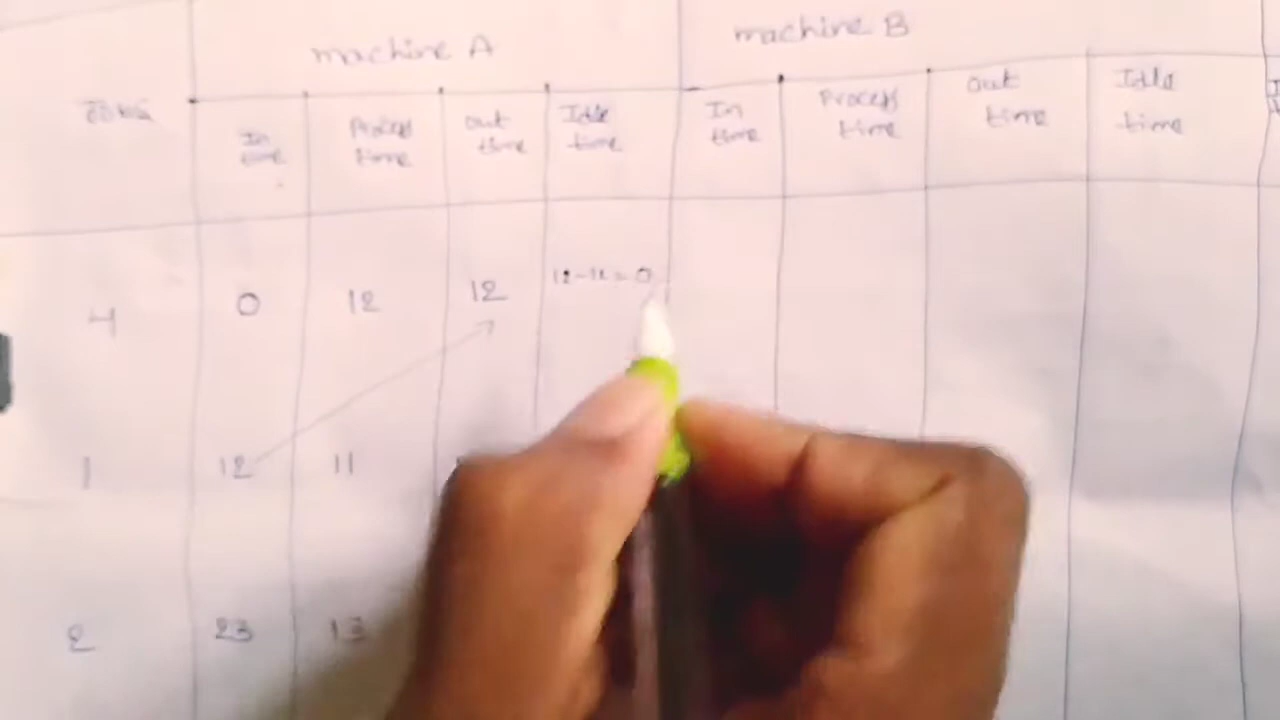 machine A machine B
In time Process time out time Idle time In time Process time out time Idle time
4 0 12 12 12-12=0
1 12 11
2 23 13